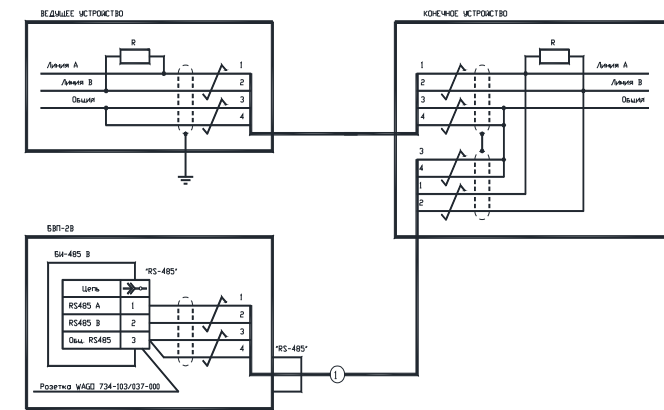 ВЕДУЩЕЕ УСТРОЙСТВО
R
Линия A
Линия B
Общий
1
2
3
4
КОНЕЧНОЕ УСТРОЙСТВО
R
Линия A
Линия B
Общий
1
2
3
4
3
4
1
2
БВП-2В
БИ-485 В
"RS-485"
Цепь
RS485 A 1
RS485 B 2
Общ. RS485 3
1
2
3
4
"RS-485"
1
Розетка WAGO 734-103/037-000